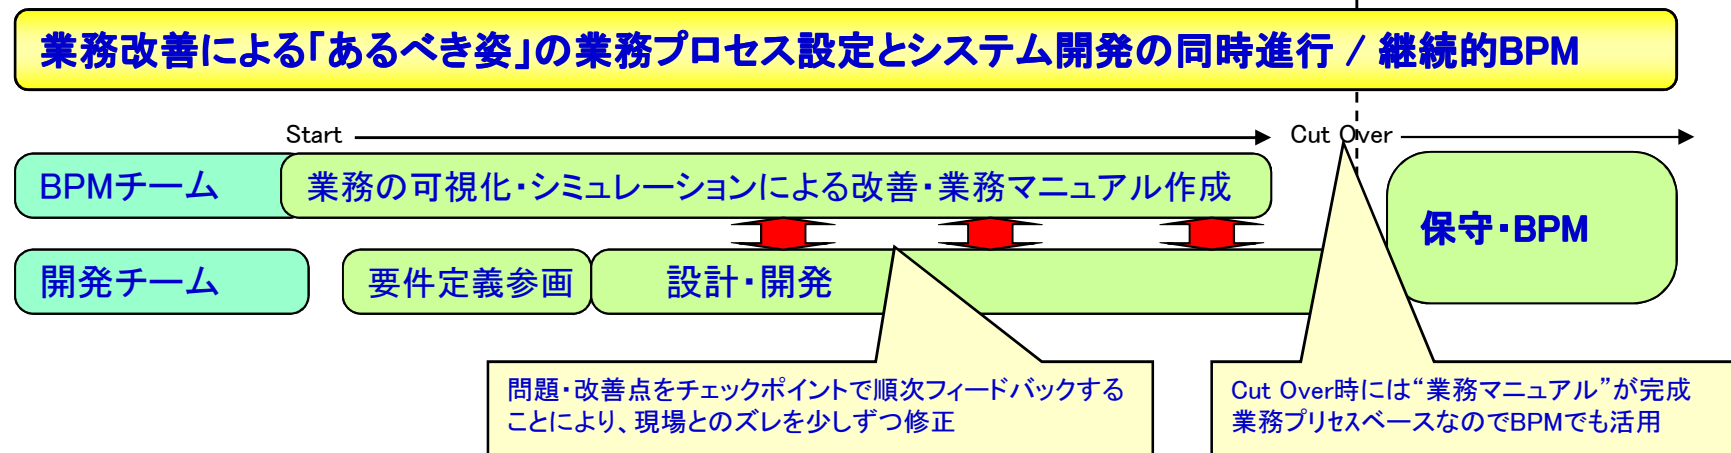 業務改善による「あるべき姿」の業務プロセス設定とシステム開発の同時進行 / 継続的BPM
Start
Cut Over
BPMチーム
業務の可視化・シミュレーションによる改善・業務マニュアル作成
保守・BPM
開発チーム
要件定義参画
設計・開発
問題・改善点をチェックポイントで順次フィードバックする
ことにより、現場とのズレを少しずつ修正
Cut Over時には“業務マニュアル”が完成
業務プリセスベースなのでBPMでも活用